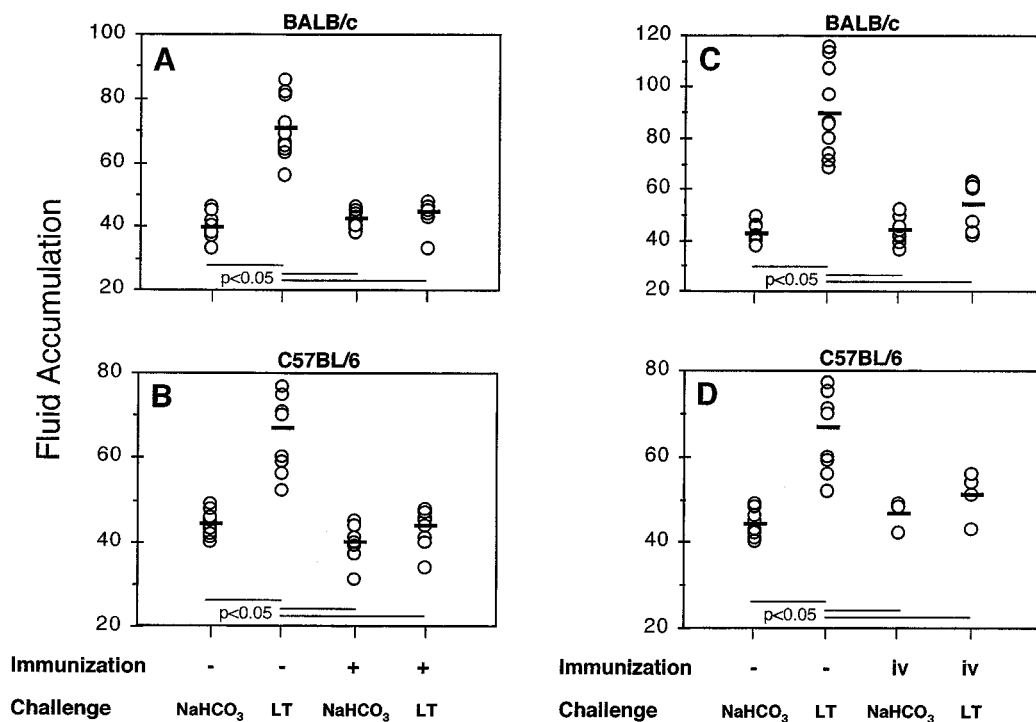 BALB/c
A
100
80
60
40
20
p<0.05
C57BL/6
B
80
60
40
20
p<0.05
Fluid Accumulation
BALB/c
C
120
100
80
60
40
20
p<0.05
C57BL/6
D
80
60
40
20
p<0.05
Immunization - - + +
Challenge NaHCO₃ LT NaHCO₃ LT
Immunization - - iv iv
Challenge NaHCO₃ LT NaHCO₃ LT